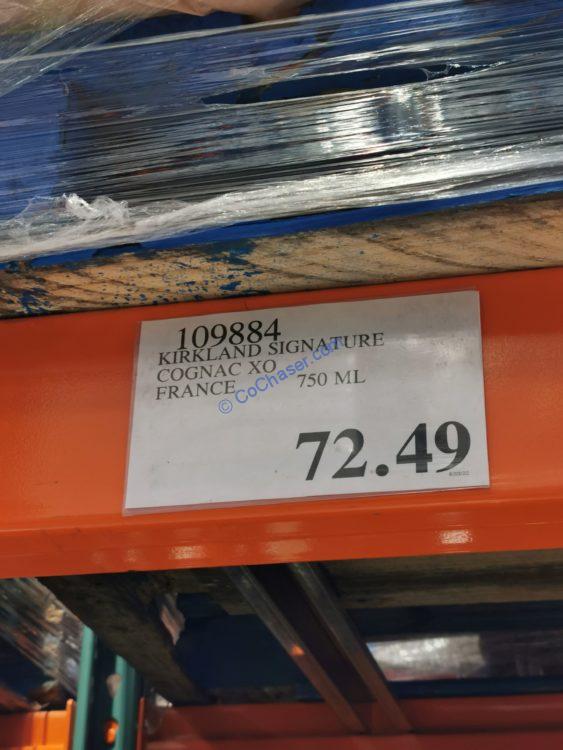 109884
KIRKLAND SIGNATURE
COGNAC XO
FRANCE 750 ML
© CoChaser.com
72.49